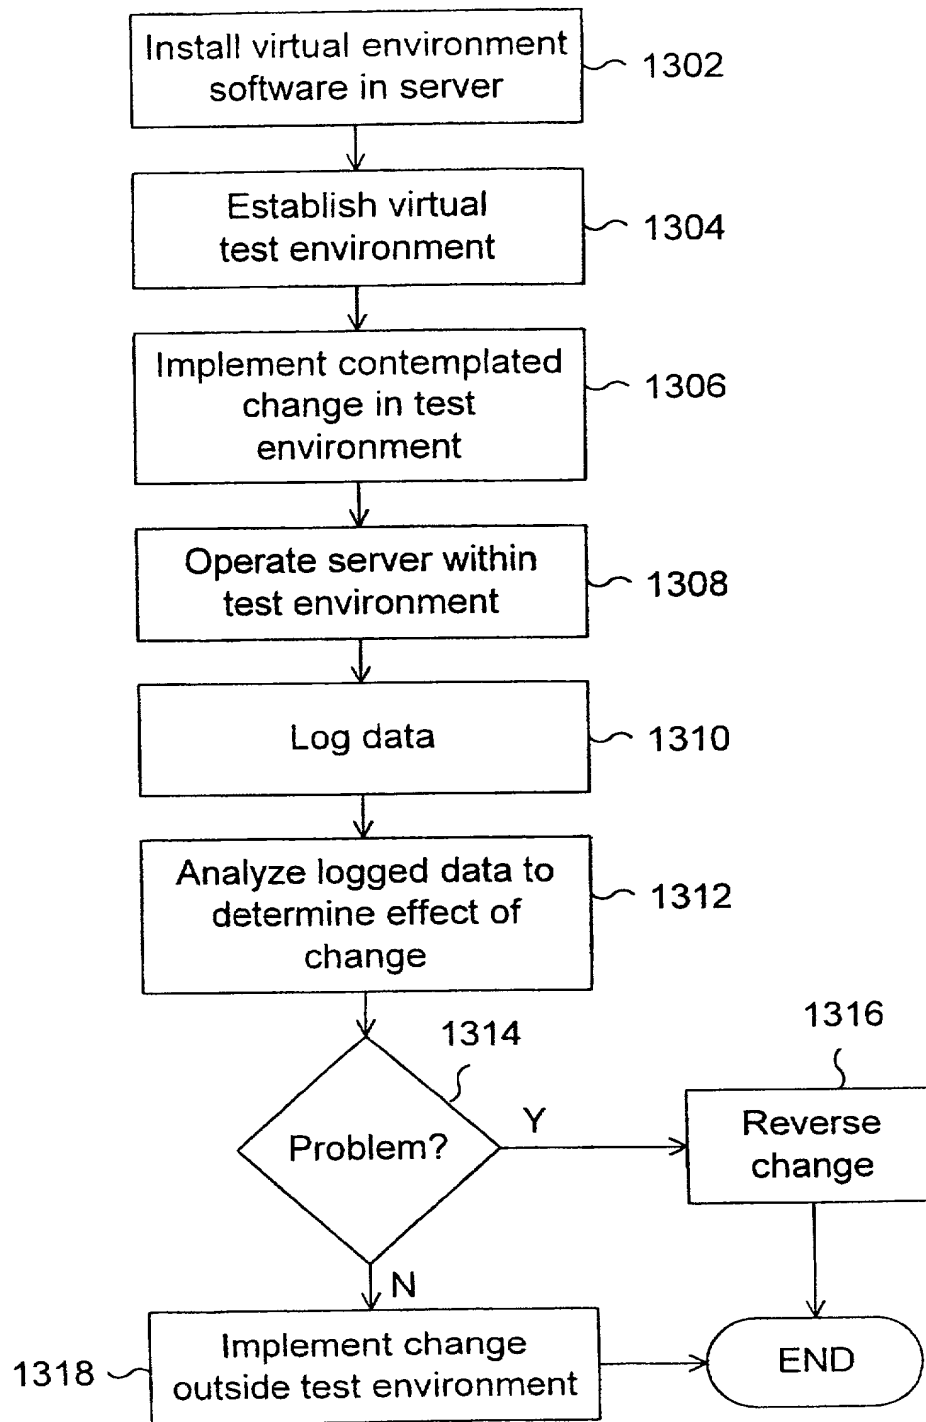 Install virtual environment
software in server
1302
Establish virtual
test environment
1304
Implement contemplated
change in test
environment
1306
Operate server within
test environment
1308
Log data
1310
Analyze logged data to
determine effect of
change
1312
1314
Problem?
Y
N
1316
Reverse
change
1318
Implement change
outside test environment
END